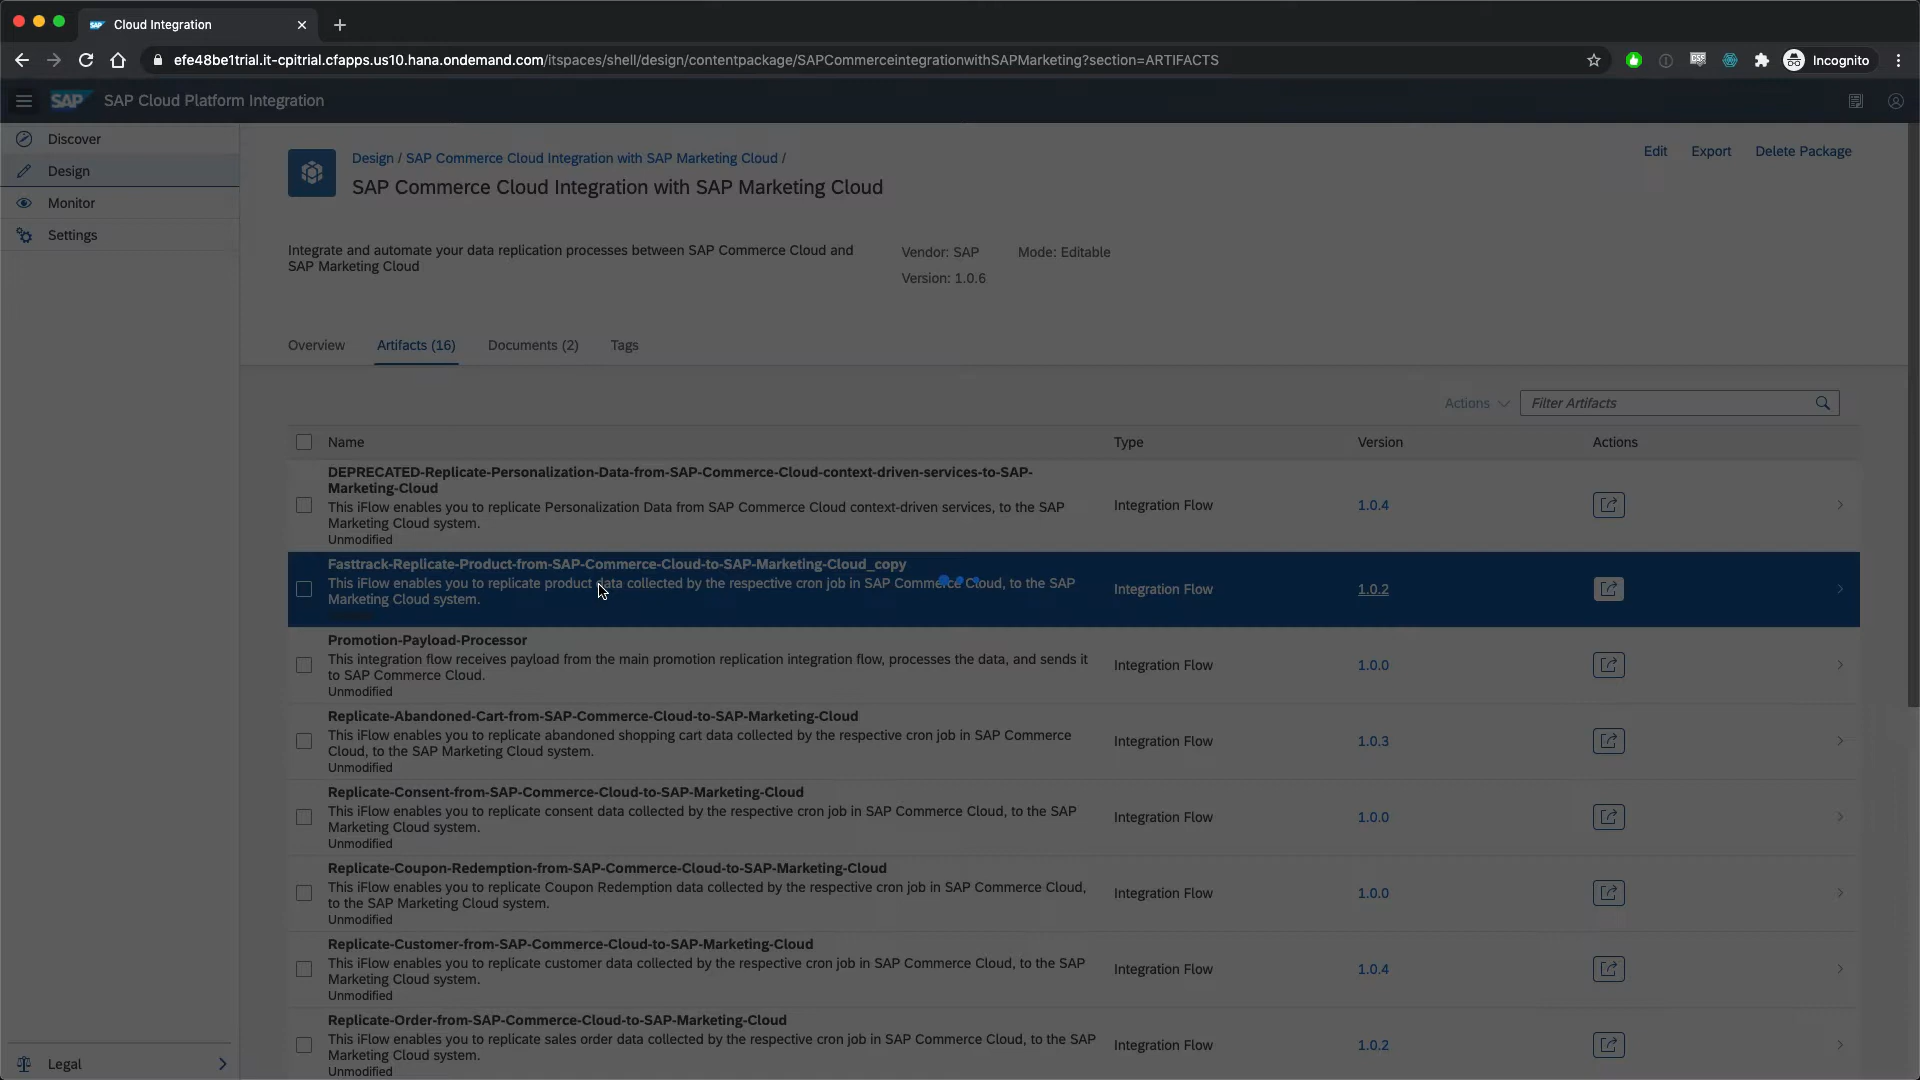 Cloud Integration
efe48be1trial.it-cpitrial.cfapps.us10.hana.ondemand.com/itspaces/shell/design/contentpackage/SAPCommerceintegrationwithSAPMarketing?section=ARTIFACTS
Incognito
SAP SAP Cloud Platform Integration
Discover
Design
Monitor
Settings
Legal
Design / SAP Commerce Cloud Integration with SAP Marketing Cloud /
SAP Commerce Cloud Integration with SAP Marketing Cloud
Edit Export Delete Package
Integrate and automate your data replication processes between SAP Commerce Cloud and
SAP Marketing Cloud
Vendor: SAP Mode: Editable
Version: 1.0.6
Overview Artifacts (16) Documents (2) Tags
Actions Filter Artifacts
Name Type Version Actions
DEPRECATED-Replicate-Personalization-Data-from-SAP-Commerce-Cloud-context-driven-services-to-SAP-
Marketing-Cloud
This iFlow enables you to replicate Personalization Data from SAP Commerce Cloud context-driven services, to the SAP
Marketing Cloud system.
Unmodified
Integration Flow 1.0.4
Fasttrack-Replicate-Product-from-SAP-Commerce-Cloud-to-SAP-Marketing-Cloud_copy
This iFlow enables you to replicate product data collected by the respective cron job in SAP Commerce Cloud, to the SAP
Marketing Cloud system.
Integration Flow 1.0.2
Promotion-Payload-Processor
This integration flow receives payload from the main promotion replication integration flow, processes the data, and sends it
to SAP Commerce Cloud.
Unmodified
Integration Flow 1.0.0
Replicate-Abandoned-Cart-from-SAP-Commerce-Cloud-to-SAP-Marketing-Cloud
This iFlow enables you to replicate abandoned shopping cart data collected by the respective cron job in SAP Commerce
Cloud, to the SAP Marketing Cloud system.
Unmodified
Integration Flow 1.0.3
Replicate-Consent-from-SAP-Commerce-Cloud-to-SAP-Marketing-Cloud
This iFlow enables you to replicate consent data collected by the respective cron job in SAP Commerce Cloud, to the SAP
Marketing Cloud system.
Unmodified
Integration Flow 1.0.0
Replicate-Coupon-Redemption-from-SAP-Commerce-Cloud-to-SAP-Marketing-Cloud
This iFlow enables you to replicate Coupon Redemption data collected by the respective cron job in SAP Commerce Cloud,
to the SAP Marketing Cloud system.
Unmodified
Integration Flow 1.0.0
Replicate-Customer-from-SAP-Commerce-Cloud-to-SAP-Marketing-Cloud
This iFlow enables you to replicate customer data collected by the respective cron job in SAP Commerce Cloud, to the SAP
Marketing Cloud system.
Unmodified
Integration Flow 1.0.4
Replicate-Order-from-SAP-Commerce-Cloud-to-SAP-Marketing-Cloud
This iFlow enables you to replicate sales order data collected by the respective cron job in SAP Commerce Cloud, to the SAP
Marketing Cloud system.
Unmodified
Integration Flow 1.0.2